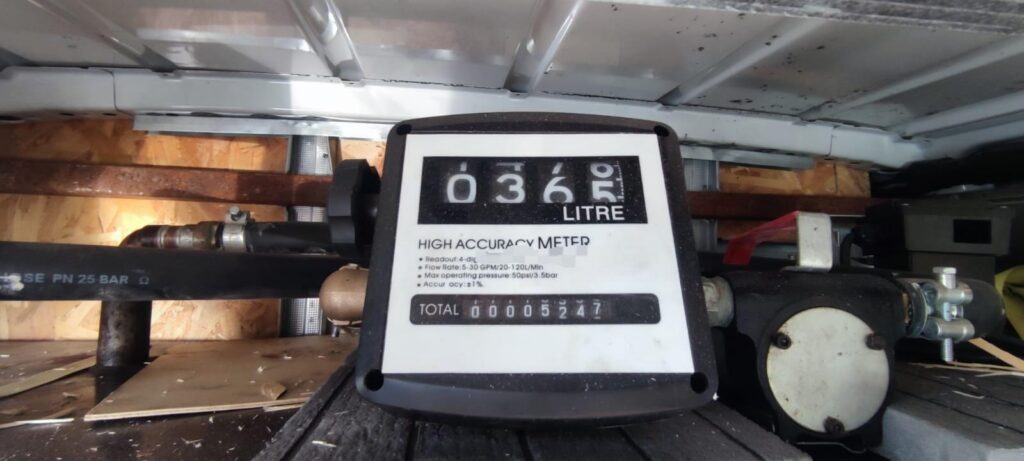 0365
LITRE
HIGH ACCURACY METER
• Readout: 4-dig
• Flow Rate: 5-30 GPM/20-120L/Min
• Max operating pressure: 50psi/3.5bar
• Accur acy: ±1%
TOTAL 00005247
SE PN 25 BAR Ω